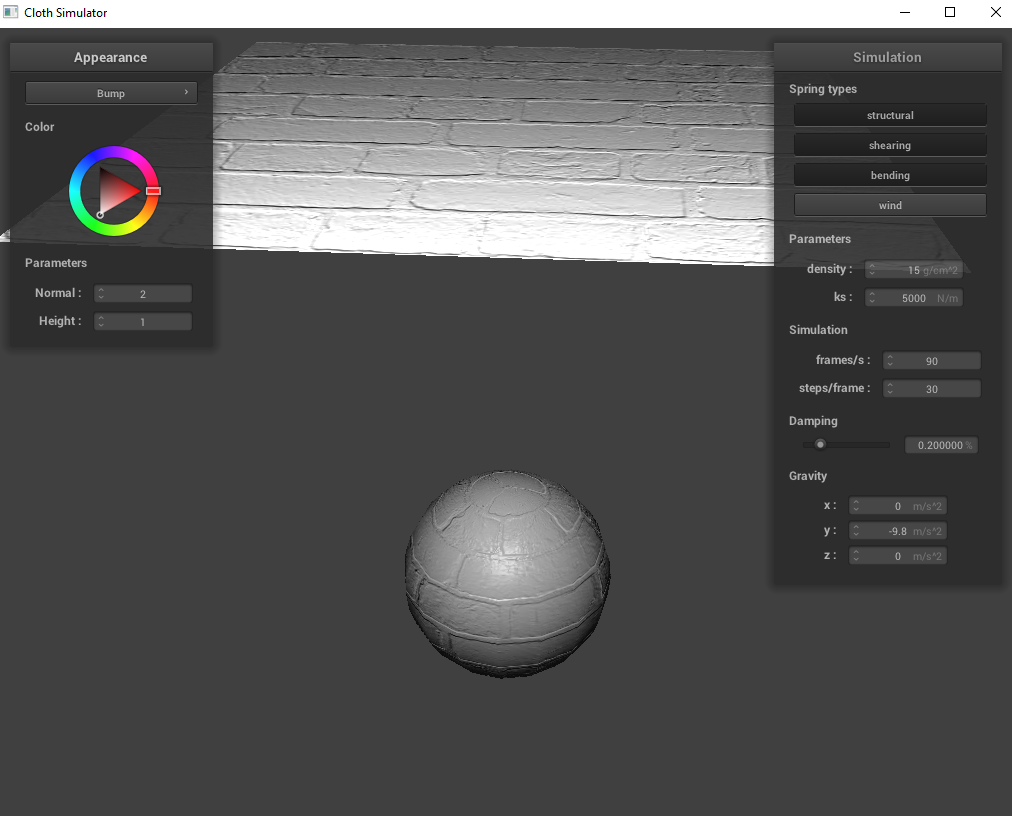 Cloth Simulator
Appearance
Bump
Color
Parameters
Normal : 2
Height : 1
Simulation
Spring types
structural
shearing
bending
wind
Parameters
density : 15 g/cm^2
ks : 5000 N/m
Simulation
frames/s : 90
steps/frame : 30
Damping
0.200000 %
Gravity
x : 0 m/s^2
y : -9.8 m/s^2
z : 0 m/s^2